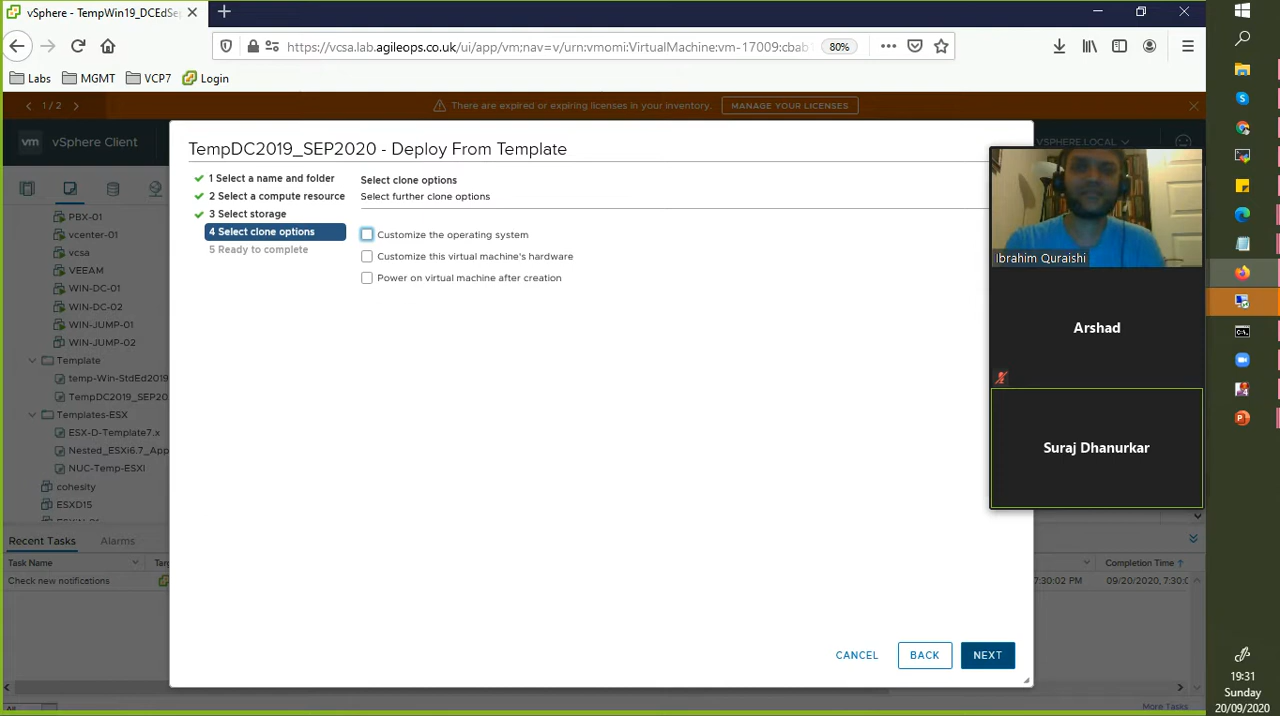 vSphere - TempWin19_DCEdSe
https://vcsa.lab.agileops.co.uk/ui/app/vm;nav=v/urn:vmomi:VirtualMachine:vm-17009:cbab
80%
Labs
MGMT
VCP7
Login
1 / 2
There are expired or expiring licenses in your inventory.
MANAGE YOUR LICENSES
vm
vSphere Client
VSPHERE.LOCAL
PBX-01
vcenter-01
vcsa
VEEAM
WIN-DC-01
WIN-DC-02
WIN-JUMP-01
WIN-JUMP-02
Template
temp-Win-StdEd2019
TempDC2019_SEP20
Templates-ESX
ESX-D-Template7.x
Nested_ESXi6.7_App
NUC-Temp-ESXI
cohesity
ESXD15
TempDC2019_SEP2020 - Deploy From Template
1 Select a name and folder
2 Select a compute resource
3 Select storage
4 Select clone options
5 Ready to complete
Select clone options
Select further clone options
Customize the operating system
Customize this virtual machine's hardware
Power on virtual machine after creation
CANCEL
BACK
NEXT
Ibrahim Quraishi
Arshad
Suraj Dhanurkar
Recent Tasks
Alarms
Task Name
Completion Time
Check new notifications
7:30:02 PM
09/20/2020, 7:30:0
More Tasks
19:31
Sunday
20/09/2020